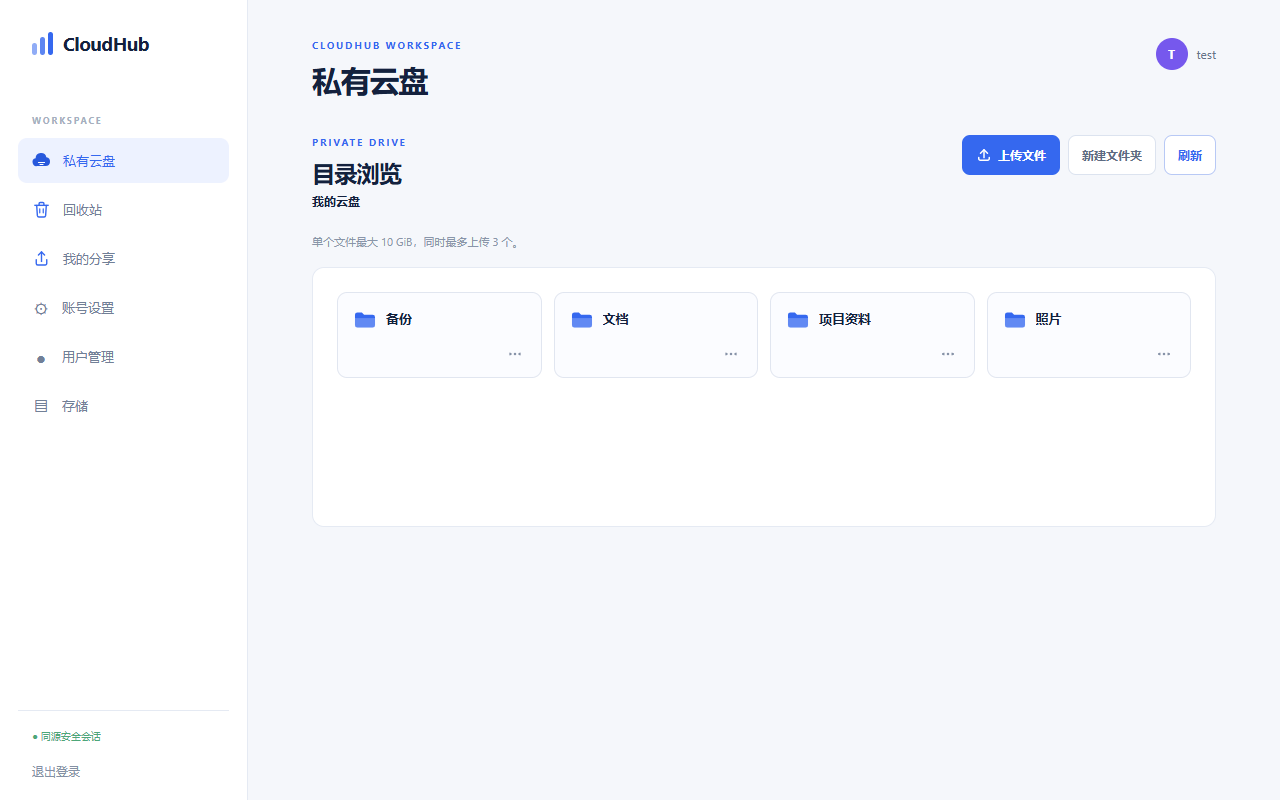 CloudHub
WORKSPACE
私有云盘
回收站
我的分享
账号设置
用户管理
存储
同源安全会话
退出登录
CLOUDHUB WORKSPACE
私有云盘
T
test
PRIVATE DRIVE
目录浏览
我的云盘
上传文件
新建文件夹
刷新
单个文件最大 10 GiB，同时最多上传 3 个。
备份
文档
项目资料
照片